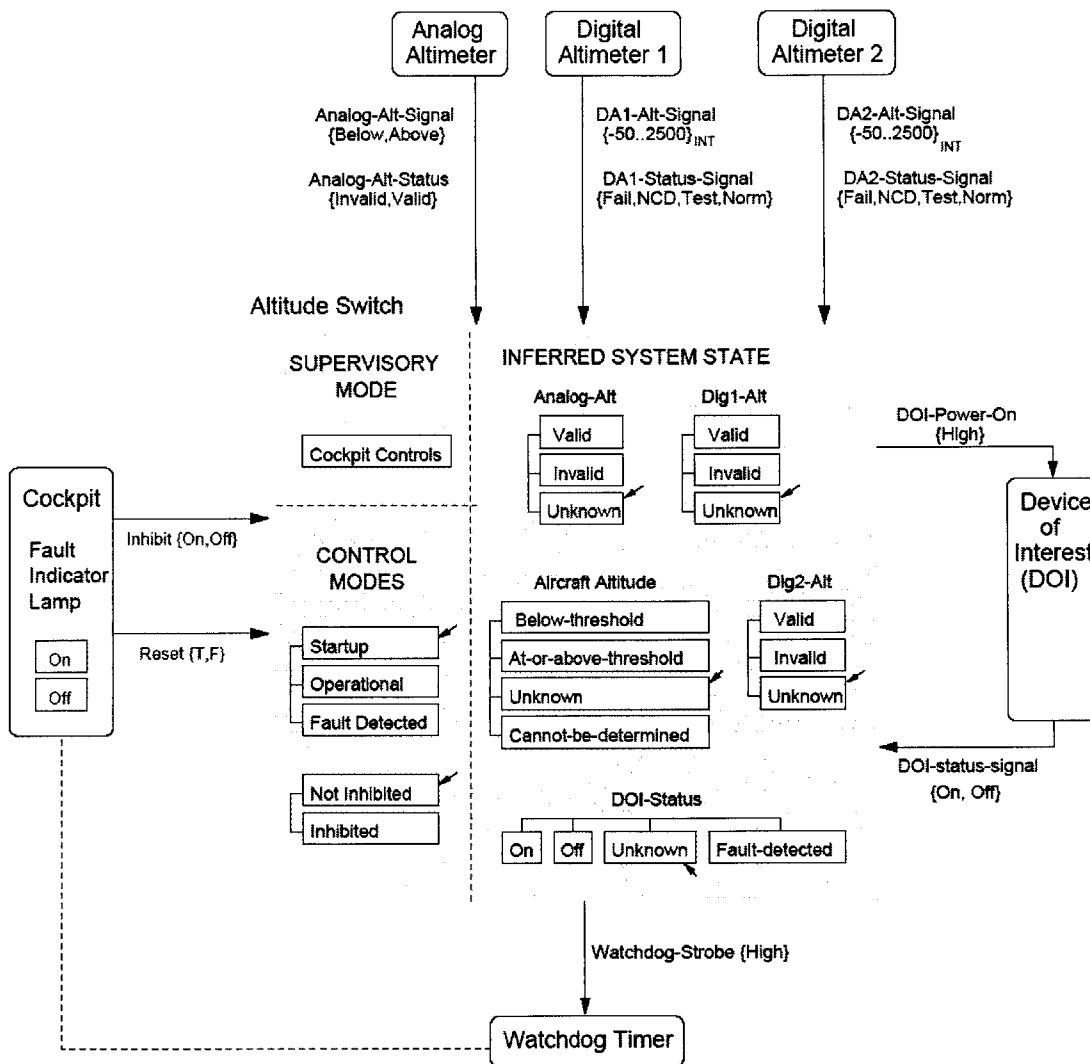 Analog
Altimeter
Digital
Altimeter 1
Digital
Altimeter 2
Analog-Alt-Signal
{Below,Above}
Analog-Alt-Status
{Invalid,Valid}
DA1-Alt-Signal
{-50..2500}INT
DA1-Status-Signal
{Fail,NCD,Test,Norm}
DA2-Alt-Signal
{-50..2500}INT
DA2-Status-Signal
{Fail,NCD,Test,Norm}
Altitude Switch
SUPERVISORY
MODE
Cockpit Controls
INFERRED SYSTEM STATE
Analog-Alt
Valid
Invalid
Unknown
Dig1-Alt
Valid
Invalid
Unknown
DOI-Power-On
{High}
Cockpit
Fault
Indicator
Lamp
On
Off
Inhibit {On,Off}
Reset {T,F}
CONTROL
MODES
Startup
Operational
Fault Detected
Not Inhibited
Inhibited
Aircraft Altitude
Below-threshold
At-or-above-threshold
Unknown
Cannot-be-determined
Dig2-Alt
Valid
Invalid
Unknown
Device
of
Interest
(DOI)
DOI-status-signal
{On, Off}
DOI-Status
On
Off
Unknown
Fault-detected
Watchdog-Strobe {High}
Watchdog Timer